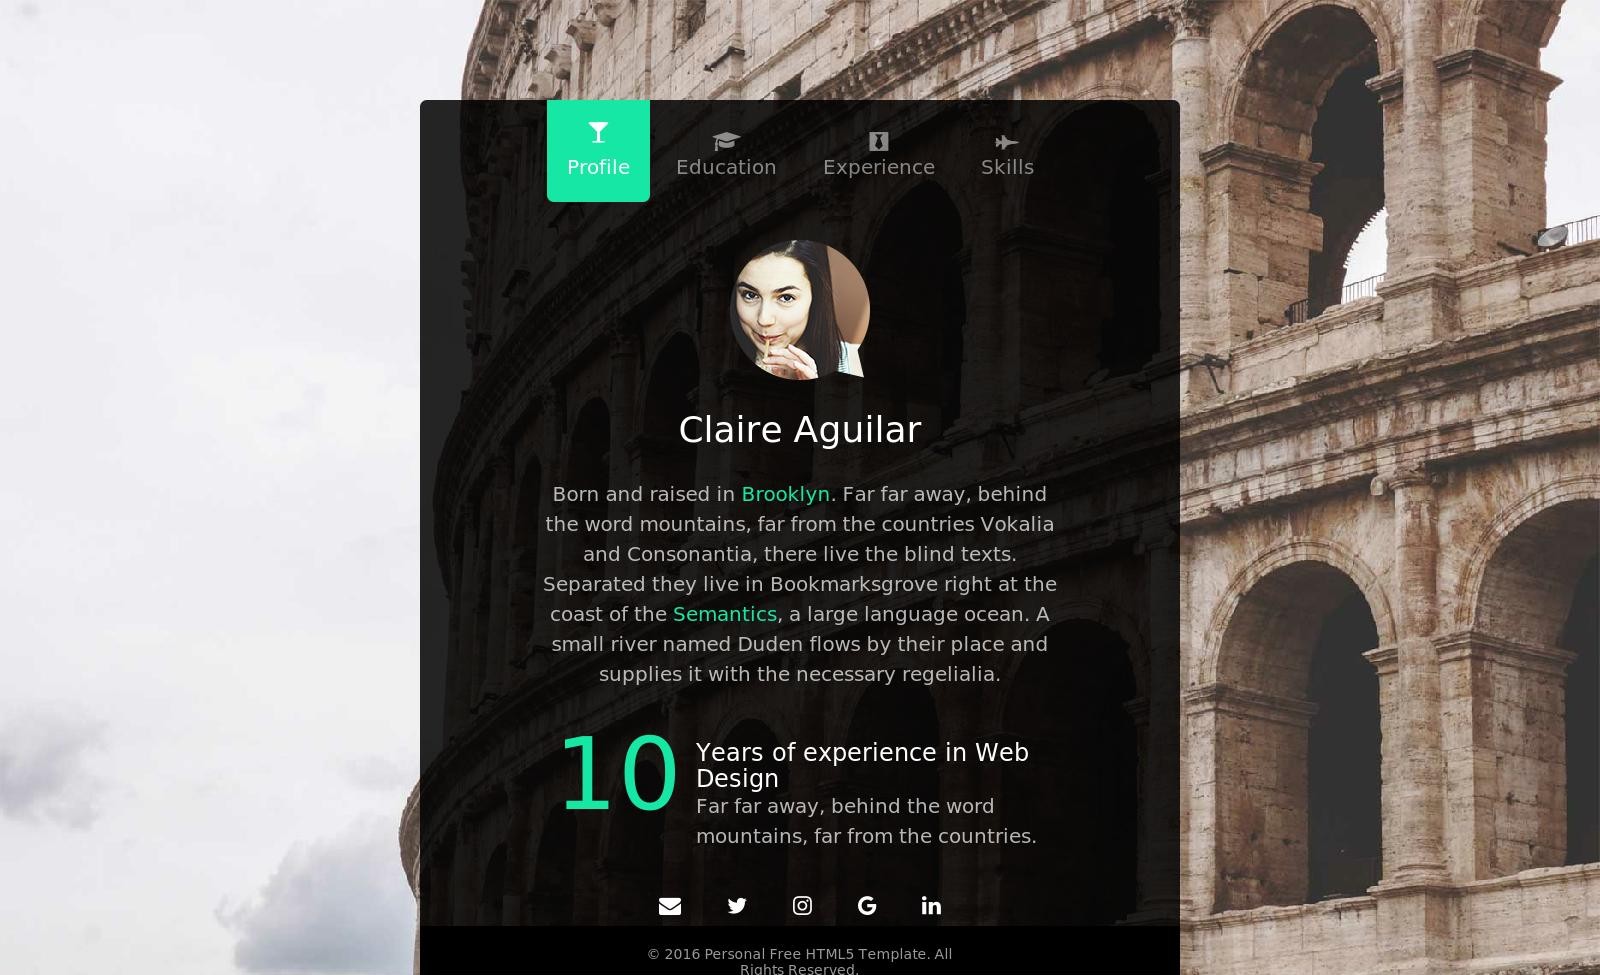 Profile
Education
Experience
Skills
Claire Aguilar
Born and raised in Brooklyn. Far far away, behind
the word mountains, far from the countries Vokalia
and Consonantia, there live the blind texts.
Separated they live in Bookmarksgrove right at the
coast of the Semantics, a large language ocean. A
small river named Duden flows by their place and
supplies it with the necessary regelialia.
10
Years of experience in Web
Design
Far far away, behind the word
mountains, far from the countries.
© 2016 Personal Free HTML5 Template. All
Rights Reserved.